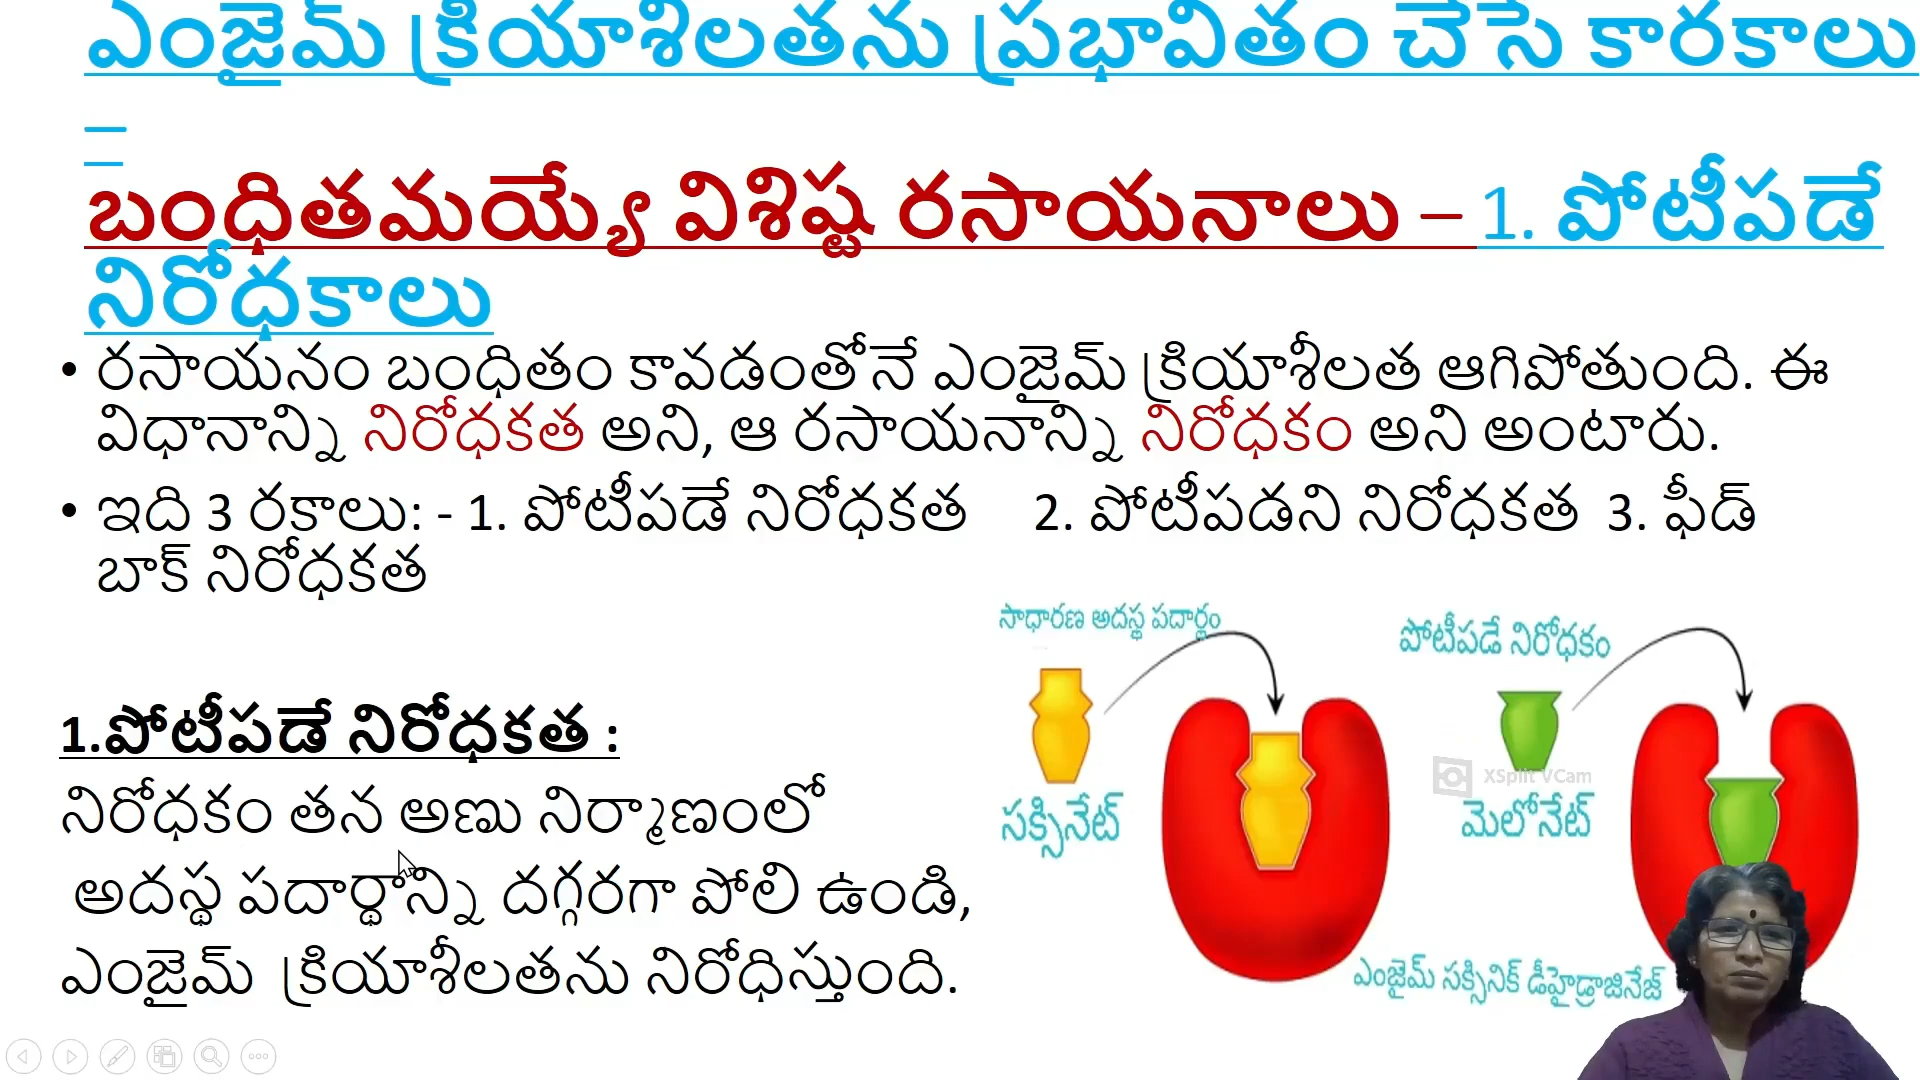 ఎంజైమ్ క్రియాశీలతను ప్రభావితం చేసే కారకాలు
–
బంధితమయ్యే విశిష్ట రసాయనాలు – 1. పోటీపడే
నిరోధకాలు
• రసాయనం బంధితం కావడంతోనే ఎంజైమ్ క్రియాశీలత ఆగిపోతుంది. ఈ
విధానాన్ని నిరోధకత అని, ఆ రసాయనాన్ని నిరోధకం అని అంటారు.
• ఇది 3 రకాలు: - 1. పోటీపడే నిరోధకత 2. పోటీపడని నిరోధకత 3. ఫీడ్
బాక్ నిరోధకత
సాధారణ అదస్థ పదార్థం
పోటీపడే నిరోధకం
1.పోటీపడే నిరోధకత :
XSplit VCam
సక్సినేట్
మెలోనేట్
నిరోధకం తన అణు నిర్మాణంలో
అదస్థ పదార్థాన్ని దగ్గరగా పోలి ఉండి,
ఎంజైమ్ క్రియాశీలతను నిరోధిస్తుంది.
ఎంజైమ్ సక్సినిక్ డీహైడ్రాజినేజ్